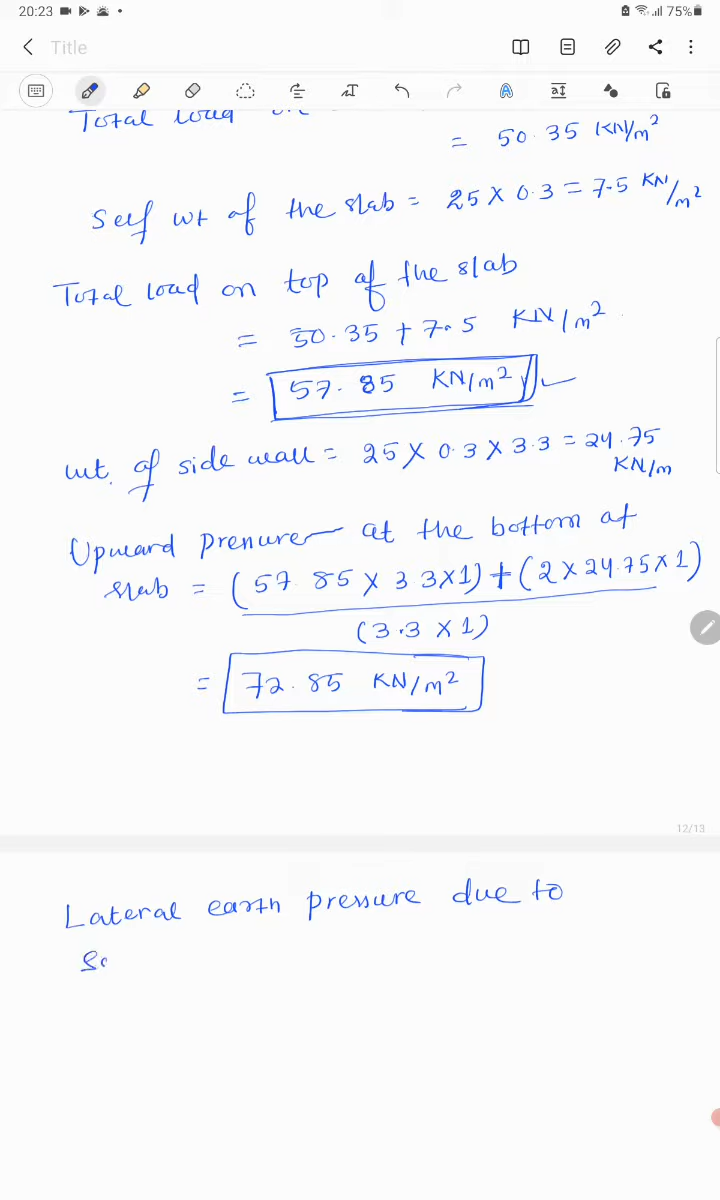 20:23 75%
Title
Total load on
= 50.35 KN/m²
Self wt of the slab = 25 X 0.3 = 7.5 KN/m²
Total load on top of the slab
= 50.35 + 7.5 KN/m²
= 57.85 KN/m²
wt. of side wall = 25 X 0.3 X 3.3 = 24.75 KN/m
Upward pressure at the bottom of
slab = (57.85 X 3.3X1) + (2 X 24.75 X 1)
(3.3 X 1)
= 72.85 KN/m²
12/13
Lateral earth pressure due to